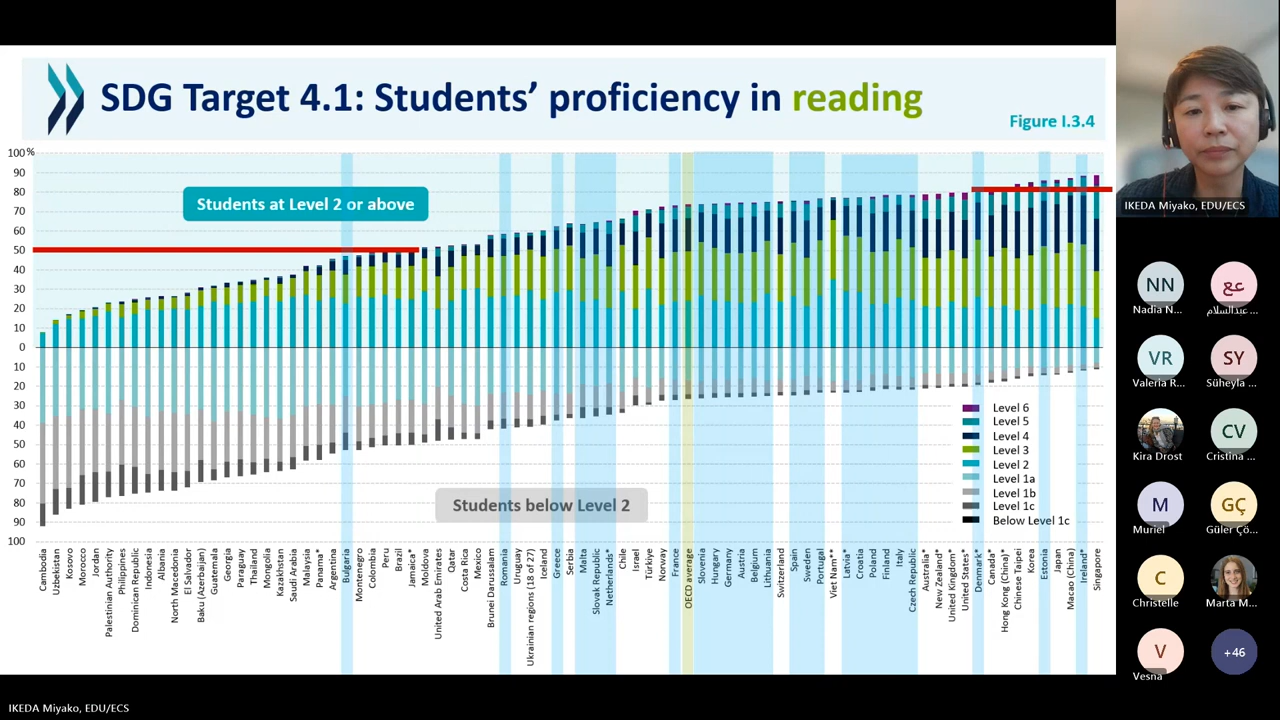 SDG Target 4.1: Students’ proficiency in reading
Figure I.3.4
100 %
90
80
70
60
50
40
30
20
10
0
10
20
30
40
50
60
70
80
90
100
Students at Level 2 or above
Students below Level 2
Level 6
Level 5
Level 4
Level 3
Level 2
Level 1a
Level 1b
Level 1c
Below Level 1c
Cambodia
Uzbekistan
Kosovo
Morocco
Jordan
Palestinian Authority
Philippines
Dominican Republic
Indonesia
Albania
North Macedonia
El Salvador
Baku (Azerbaijan)
Guatemala
Georgia
Paraguay
Thailand
Mongolia
Kazakhstan
Saudi Arabia
Malaysia
Panama*
Argentina
Bulgaria
Montenegro
Colombia
Peru
Brazil
Jamaica*
Moldova
United Arab Emirates
Qatar
Costa Rica
Mexico
Brunei Darussalam
Romania
Uruguay
Ukrainian regions (18 of 27)
Iceland
Greece
Serbia
Malta
Slovak Republic
Netherlands*
Chile
Israel
Türkiye
Norway
France
OECD average
Slovenia
Hungary
Germany
Austria
Belgium
Lithuania
Switzerland
Spain
Sweden
Portugal
Viet Nam**
Latvia*
Croatia
Poland
Finland
Italy
Czech Republic
Australia*
New Zealand*
United Kingdom*
United States*
Denmark*
Canada*
Hong Kong (China)*
Chinese Taipei
Korea
Estonia
Japan
Macao (China)
Ireland*
Singapore
IKEDA Miyako, EDU/ECS
NN
Nadia N...
عع
عبدالسلام ...
VR
Valeria R...
SY
Süheyla ...
Kira Drost
CV
Cristina ...
M
Muriel
GÇ
Güler Çö...
C
Christelle
Marta M...
V
Vesna
+46
IKEDA Miyako, EDU/ECS